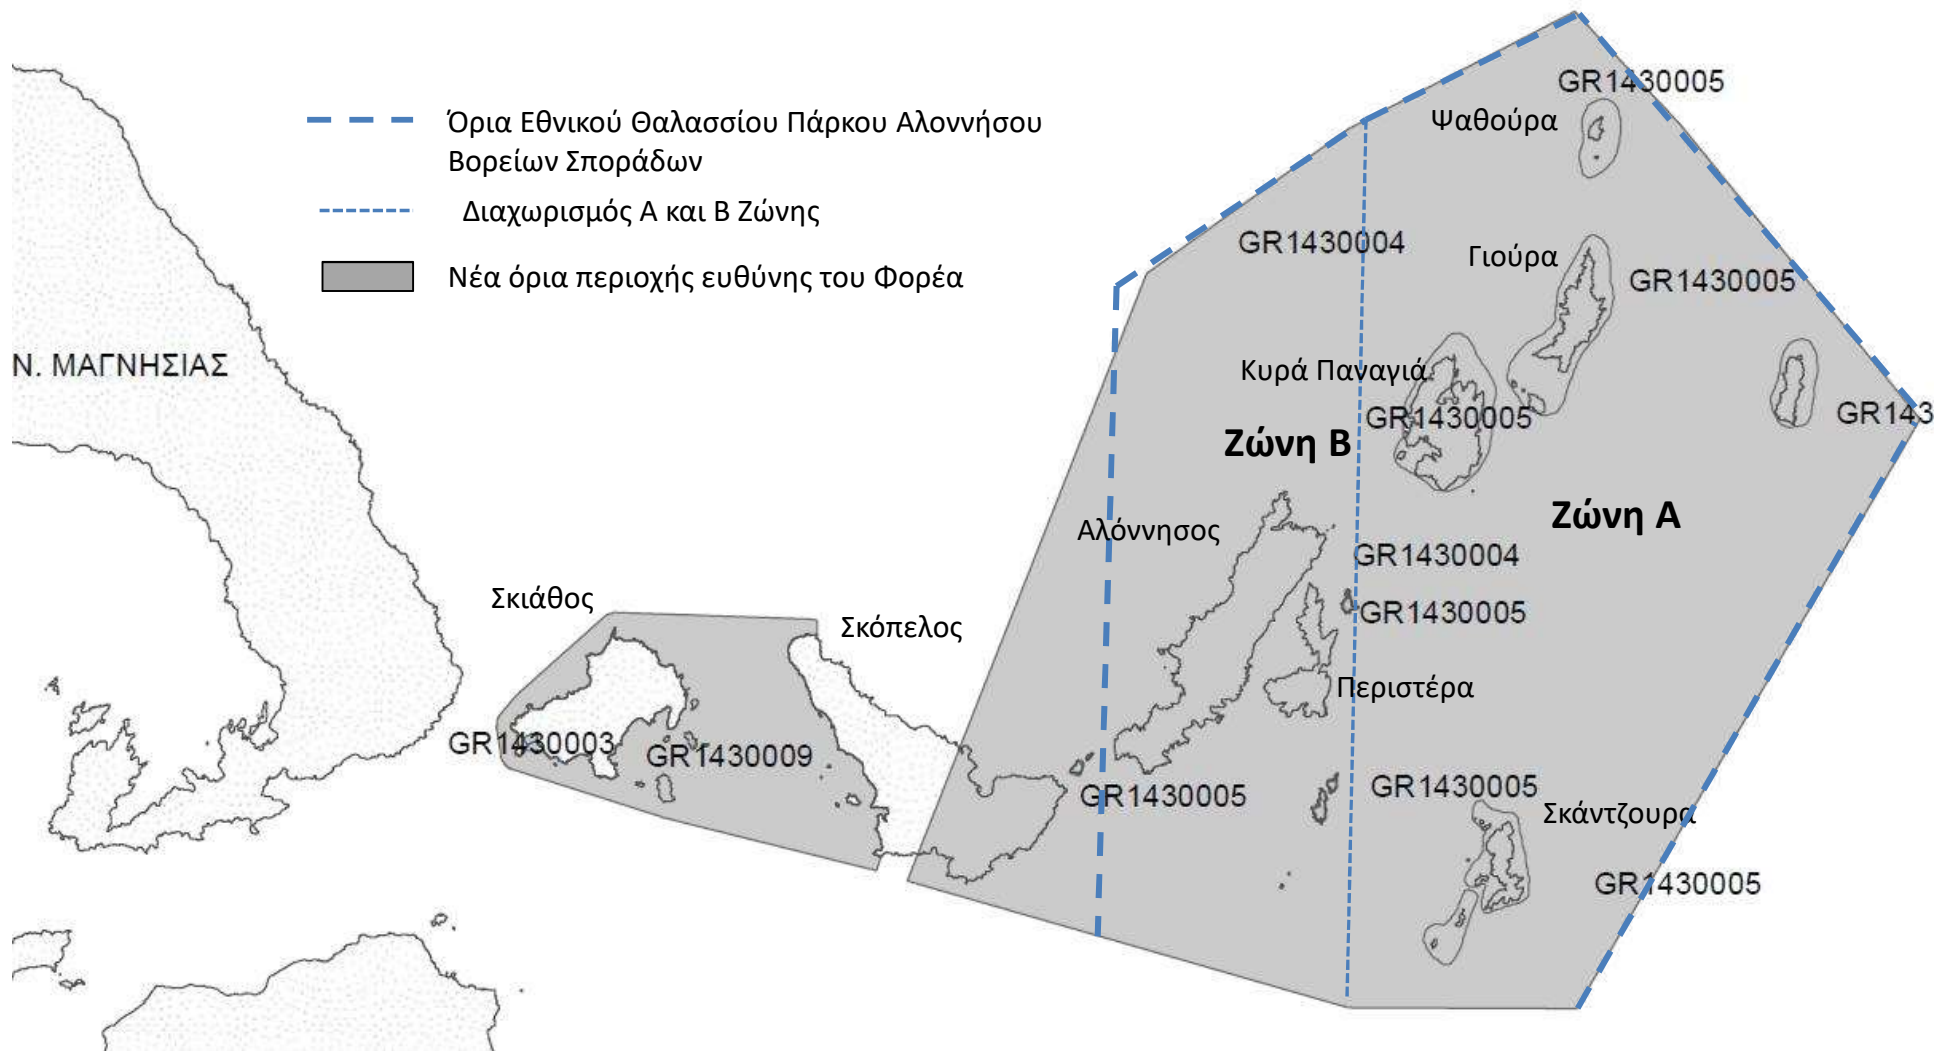 GR1430005
Ψαθούρα
Όρια Εθνικού Θαλασσίου Πάρκου Αλοννήσου
Βορείων Σποράδων
Διαχωρισμός Α και Β Ζώνης
GR1430004
Γιούρα
Νέα όρια περιοχής ευθύνης του Φορέα
GR1430005
Ν. ΜΑΓΝΗΣΙΑΣ
Κυρά Παναγιά
GR1430005
GR143
Ζώνη Β
Ζώνη Α
Αλόννησος
GR1430004
Σκιάθος
GR1430005
Σκόπελος
Περιστέρα
GR1430003
GR1430009
GR1430005
GR1430005
Σκάντζουρα
GR1430005